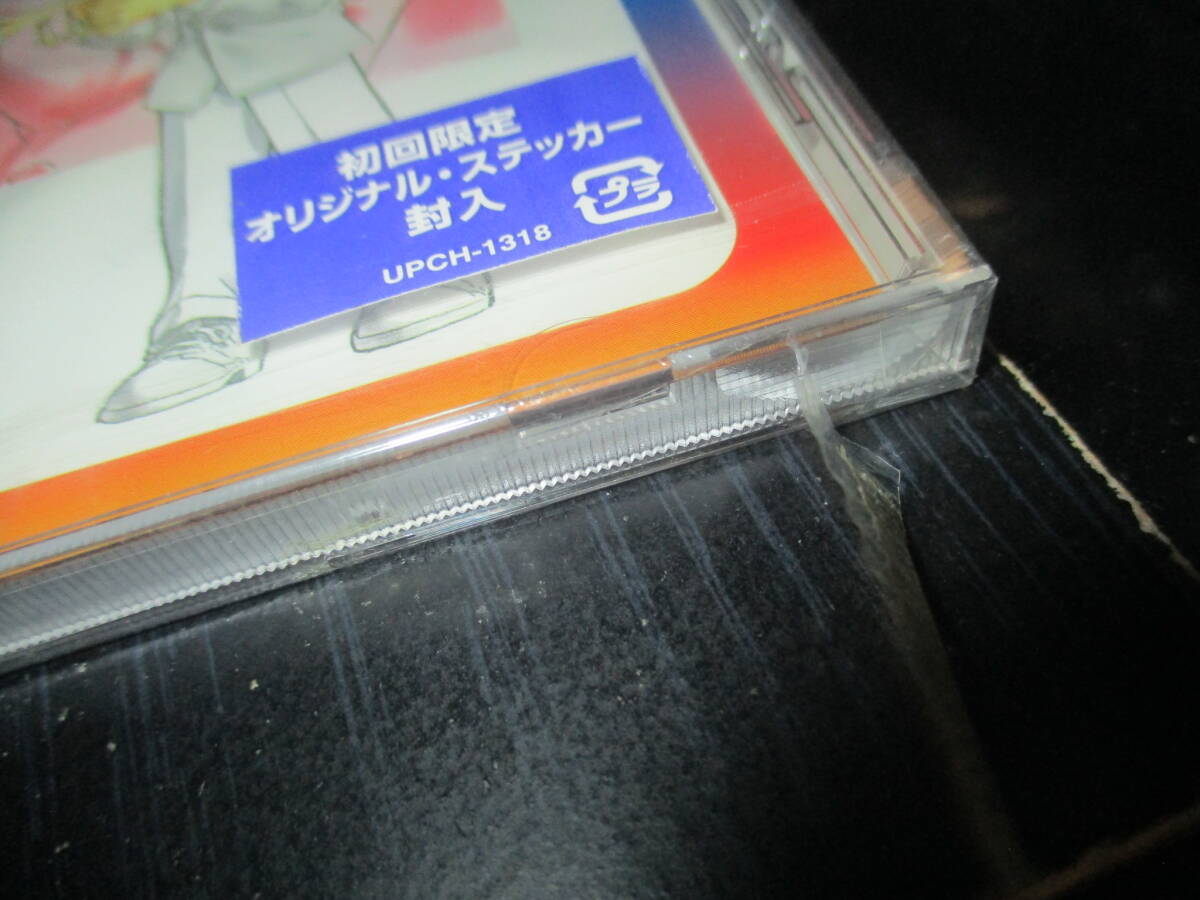 初回限定
オリジナル・ステッカー
封入
プラ
UPCH-1318